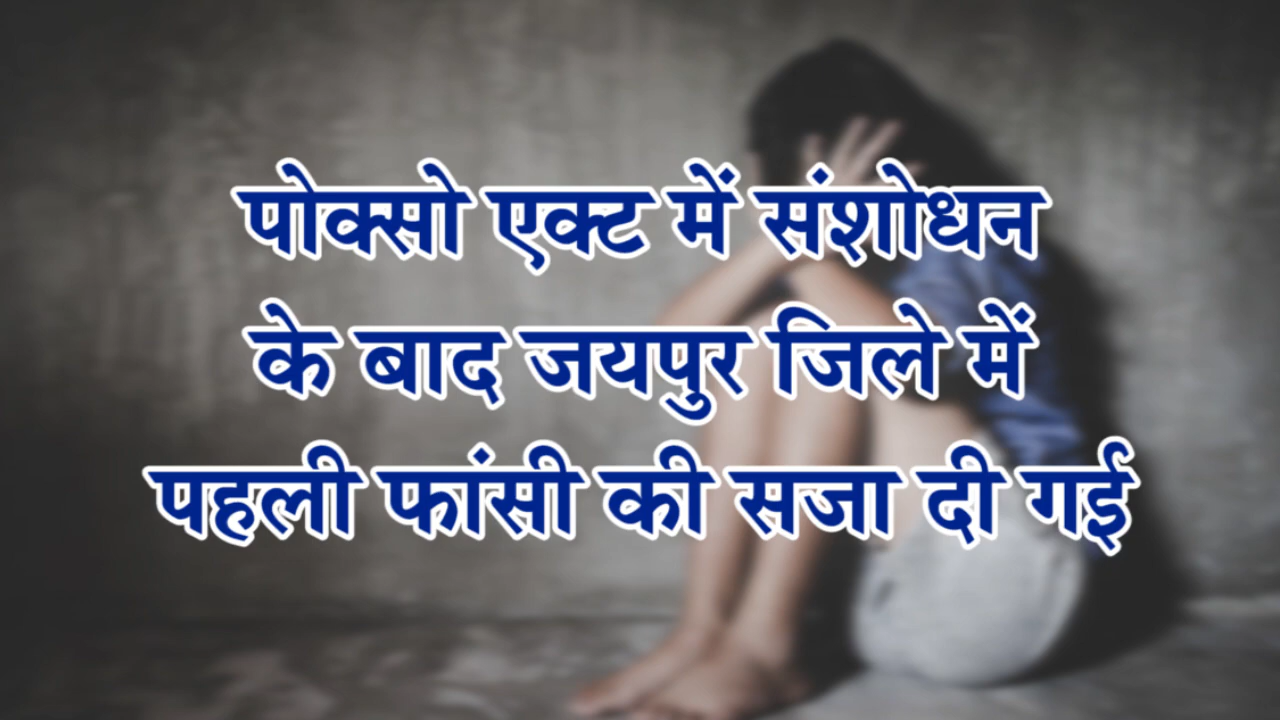 पोक्सो एक्ट में संशोधन
के बाद जयपुर जिले में
पहली फांसी की सजा दी गई